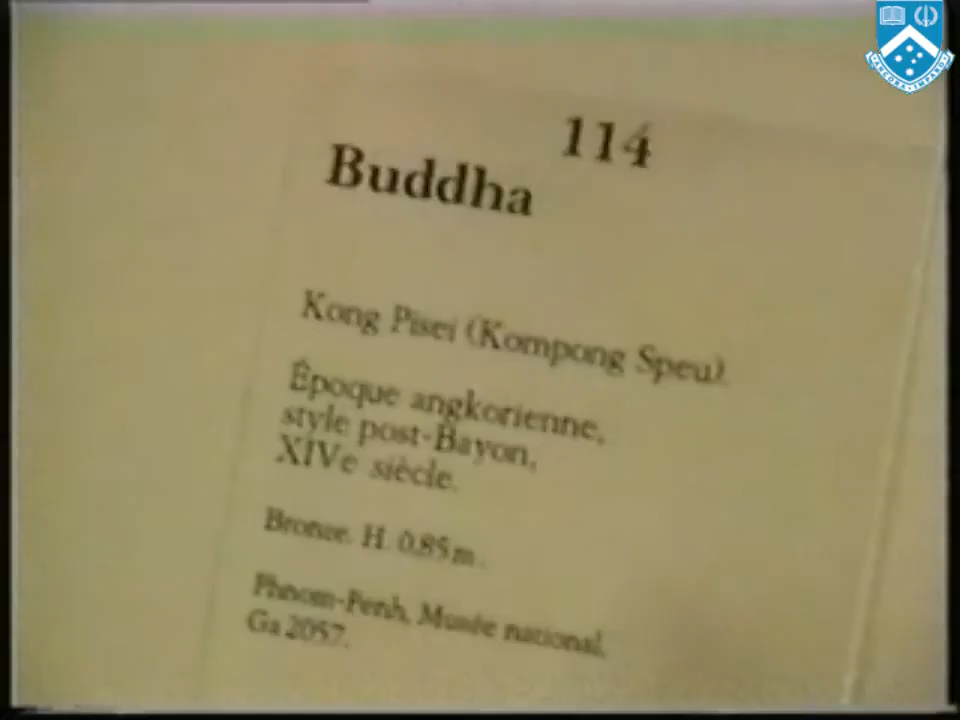 114
Buddha
Kong Pisei (Kompong Speu).
Époque angkorienne,
style post-Bayon,
XIVe siècle.
Bronze. H. 0,85 m.
Phnom-Penh, Musée national,
Ga 2057.